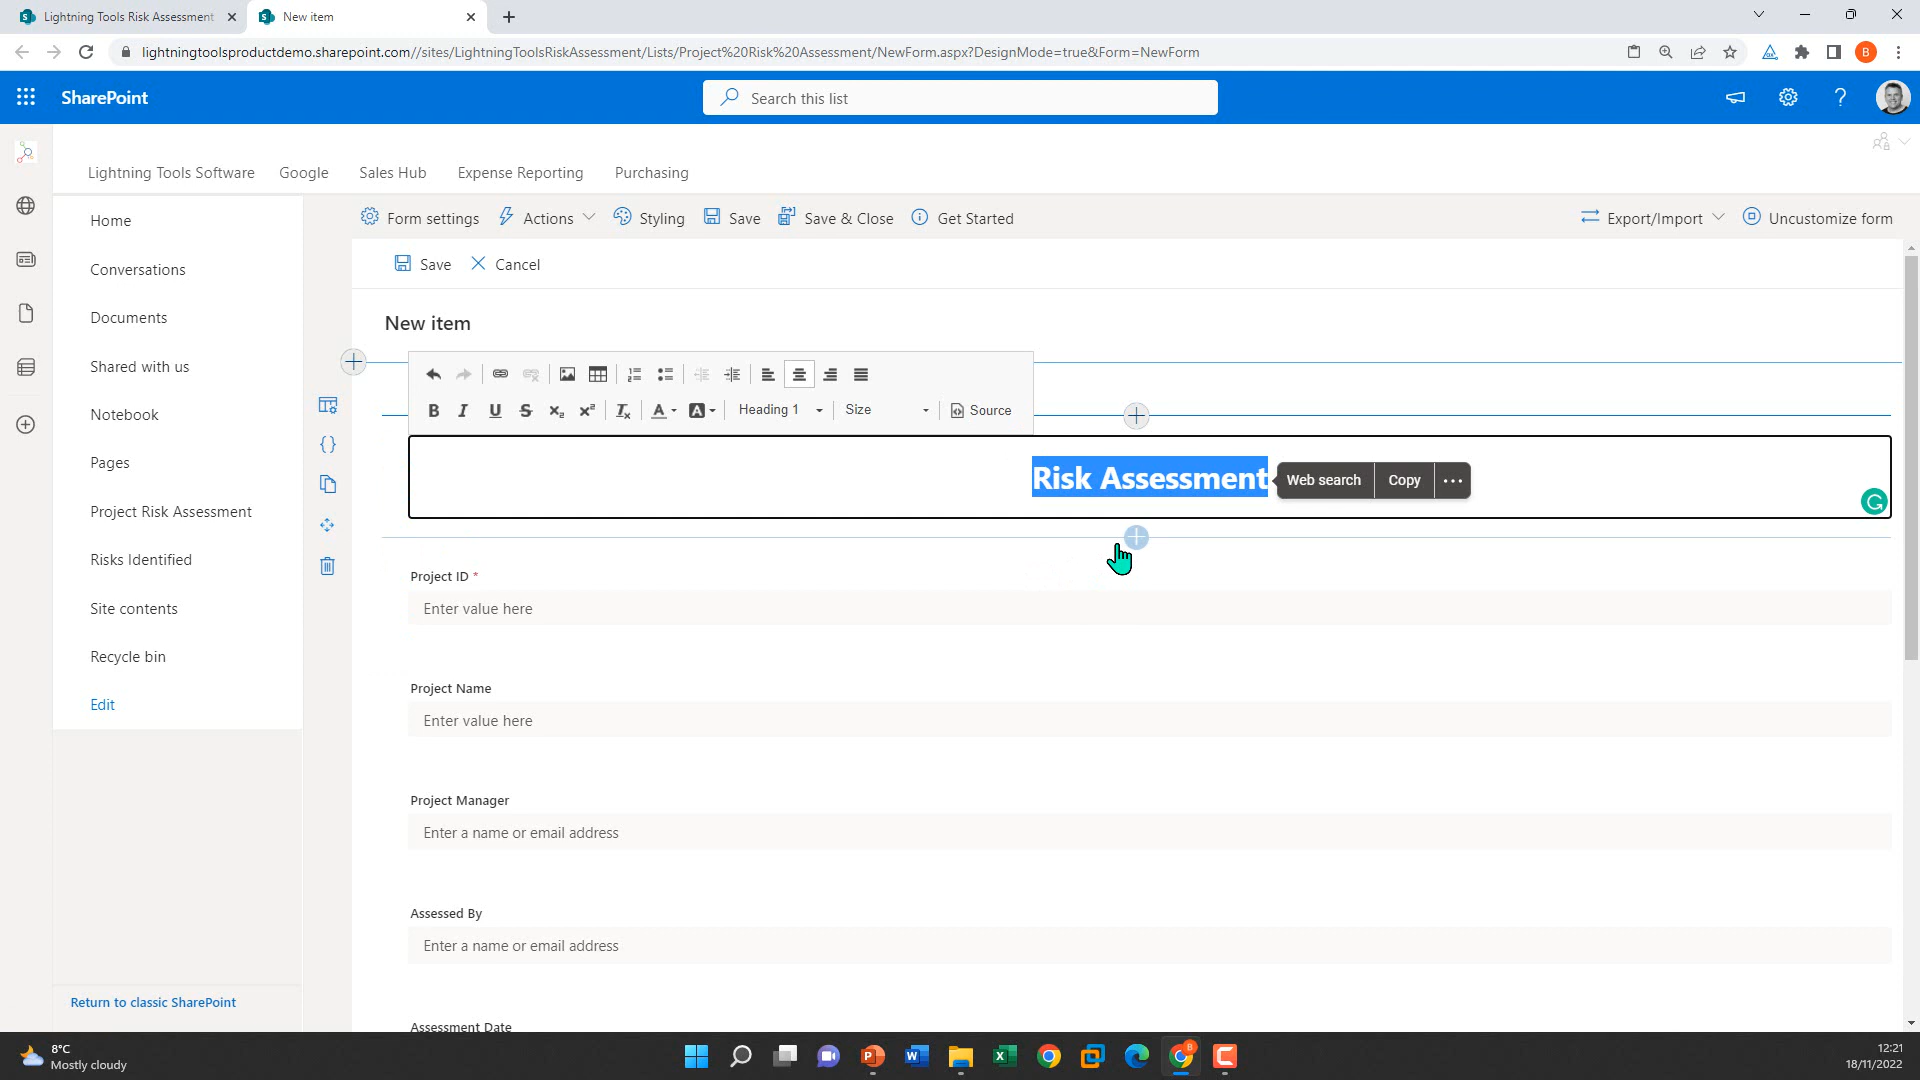 Lightning Tools Risk Assessment
New item
lightningtoolsproductdemo.sharepoint.com//sites/LightningToolsRiskAssessment/Lists/Project%20Risk%20Assessment/NewForm.aspx?DesignMode=true&Form=NewForm
B
SharePoint
Search this list
Lightning Tools Software Google Sales Hub Expense Reporting Purchasing
Home
Conversations
Documents
Shared with us
Notebook
Pages
Project Risk Assessment
Risks Identified
Site contents
Recycle bin
Edit
Return to classic SharePoint
Form settings Actions Styling Save Save & Close Get Started Export/Import Uncustomize form
Save Cancel
New item
B I U S x₂ x² Tx A A Heading 1 Size Source
Risk Assessment
Web search Copy
Project ID *
Enter value here
Project Name
Enter value here
Project Manager
Enter a name or email address
Assessed By
Enter a name or email address
Assessment Date
8°C
Mostly cloudy
12:21
18/11/2022